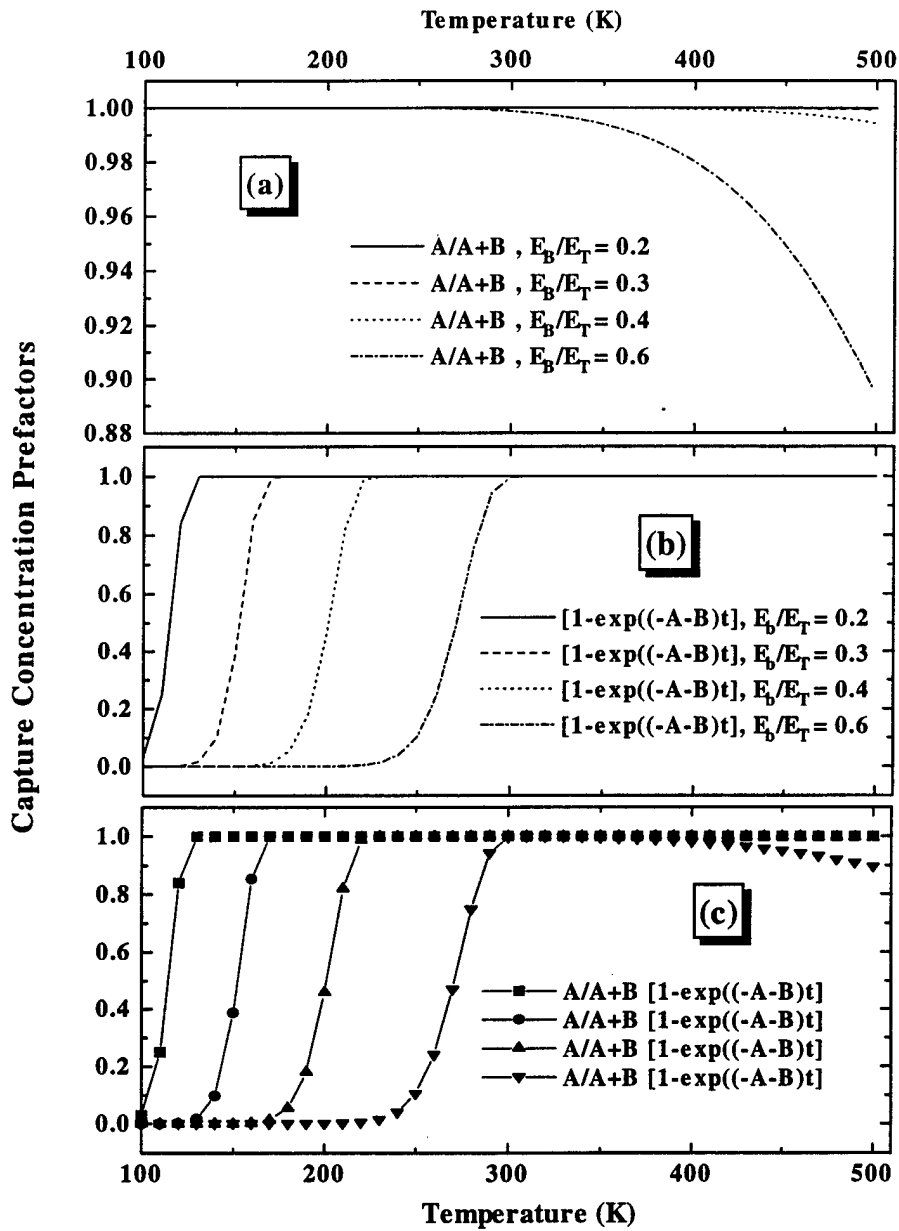 Temperature (K)
100 200 300 400 500
1.00
0.98
0.96
0.94
0.92
0.90
0.88
(a)
A/A+B , E_B/E_T = 0.2
A/A+B , E_B/E_T = 0.3
A/A+B , E_B/E_T = 0.4
A/A+B , E_B/E_T = 0.6
Capture Concentration Prefactors
1.0
0.8
0.6
0.4
0.2
0.0
(b)
[1-exp((-A-B)t], E_b/E_T = 0.2
[1-exp((-A-B)t], E_b/E_T = 0.3
[1-exp((-A-B)t], E_b/E_T = 0.4
[1-exp((-A-B)t], E_b/E_T = 0.6
1.0
0.8
0.6
0.4
0.2
0.0
(c)
A/A+B [1-exp((-A-B)t]
A/A+B [1-exp((-A-B)t]
A/A+B [1-exp((-A-B)t]
A/A+B [1-exp((-A-B)t]
100 200 300 400 500
Temperature (K)